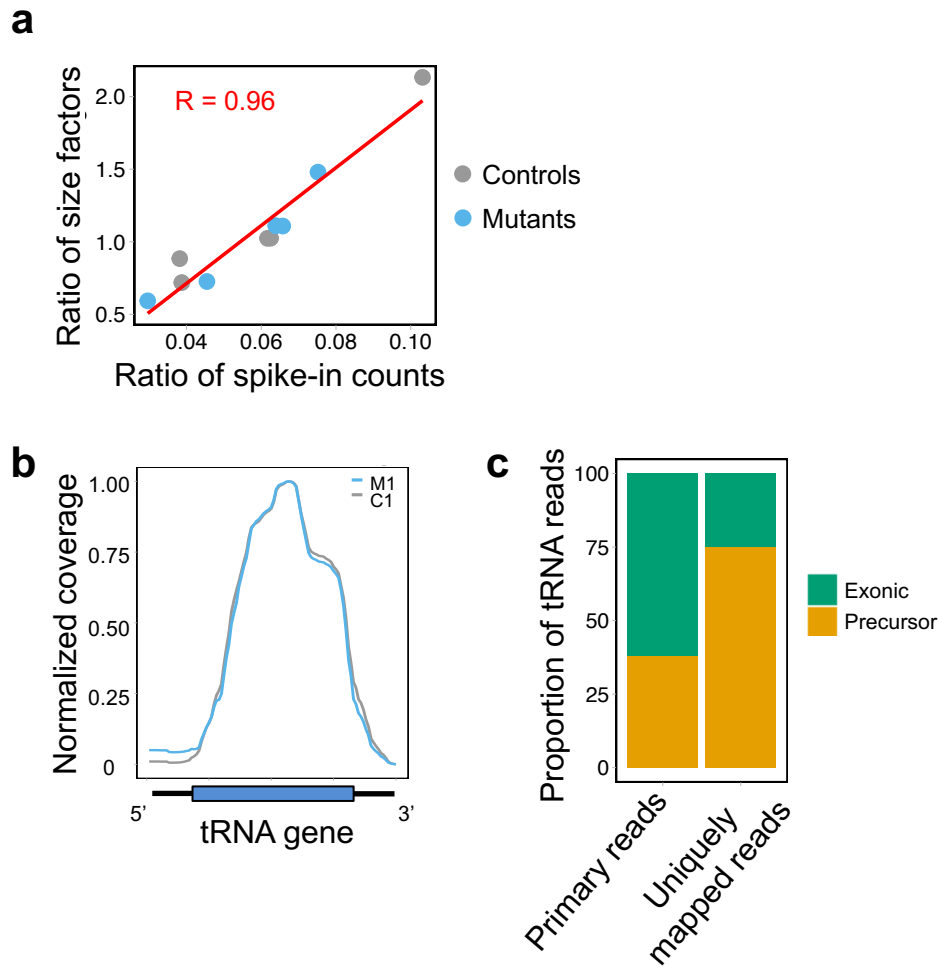 a
Ratio of size factors
2.0
1.5
1.0
0.5
R = 0.96
0.04
0.06
0.08
0.10
Ratio of spike-in counts
Controls
Mutants
b
Normalized coverage
1.00
0.75
0.50
0.25
0
M1
C1
5’
3’
tRNA gene
c
Proportion of tRNA reads
100
75
50
25
0
Primary reads
Uniquely
mapped reads
Exonic
Precursor